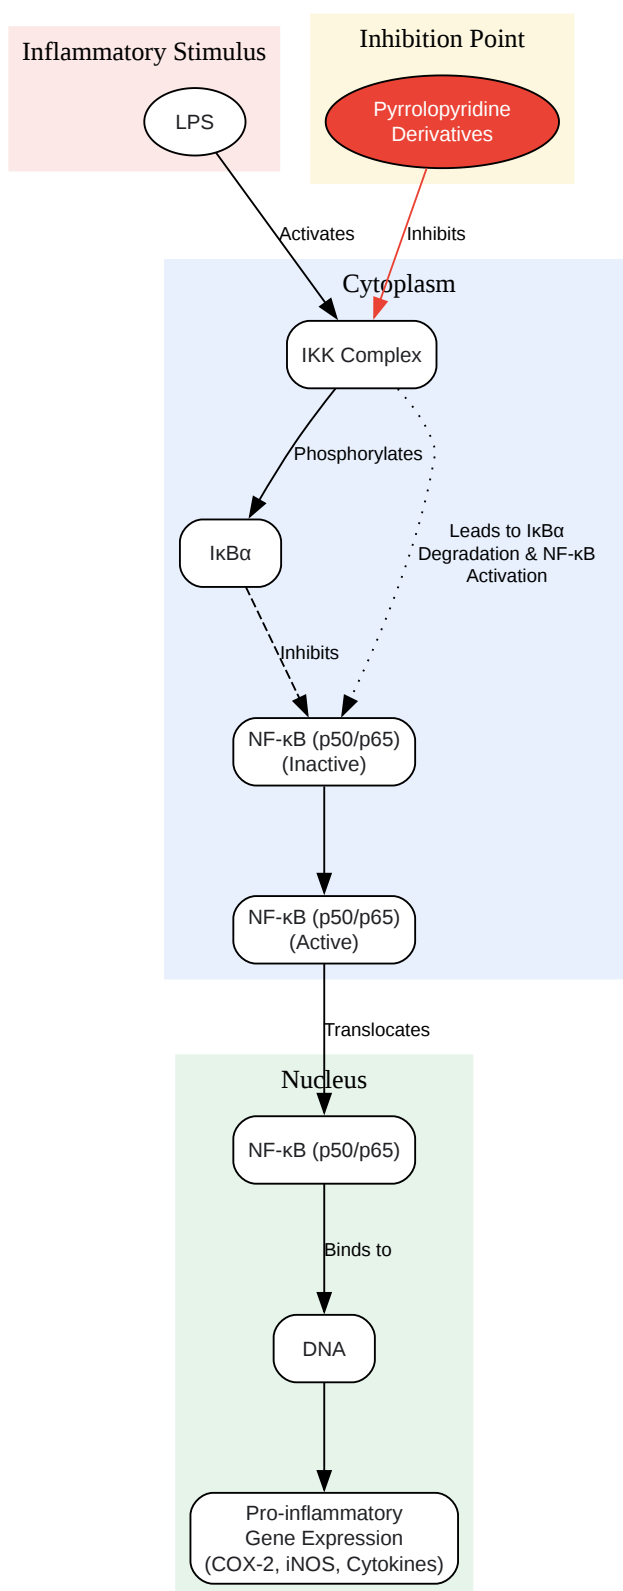 Inflammatory Stimulus
Inhibition Point
LPS
Pyrrolopyridine
Derivatives
Activates
Inhibits
Cytoplasm
IKK Complex
Phosphorylates
Leads to IκBα
Degradation & NF-κB
Activation
IκBα
Inhibits
NF-κB (p50/p65)
(Inactive)
NF-κB (p50/p65)
(Active)
Translocates
Nucleus
NF-κB (p50/p65)
Binds to
DNA
Pro-inflammatory
Gene Expression
(COX-2, iNOS, Cytokines)